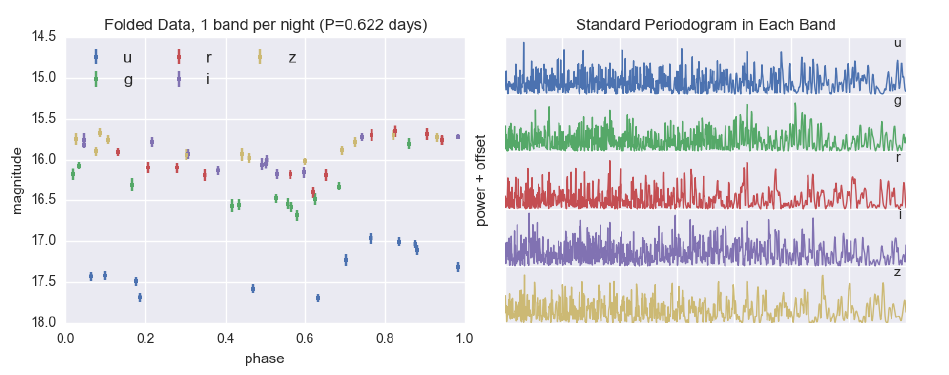 Folded Data, 1 band per night (P=0.622 days)
14.5
15.0
15.5
16.0
16.5
17.0
17.5
18.0
magnitude
u
r
z
g
i
0.0
0.2
0.4
0.6
0.8
1.0
phase
Standard Periodogram in Each Band
power + offset
u
g
r
i
z